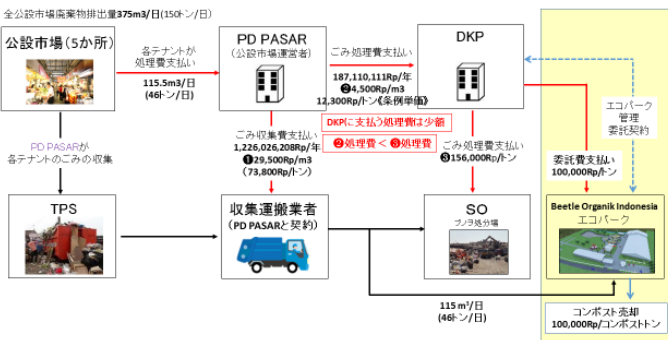 全公設市場廃棄物排出量375m3/日(150トン/日)
公設市場(5か所)
各テナントが
処理費支払い
115.5m3/日
(46トン/日)
PD PASAR
(公設市場運営者)
ごみ処理費支払い
187,110,111Rp/年
❷4,500Rp/m3
12,300Rp/トン《条例単価》
DKP
DKPに支払う処理費は少額
❷処理費 < ❸処理費
エコパーク
管理
委託契約
PD PASARが
各テナントのごみの収集
ごみ収集費支払い
1,226,026,208Rp/年
❶29,500Rp/m3
(73,800Rp/トン)
ごみ処理費支払い
❸156,000Rp/トン
委託費支払い
100,000Rp/トン
TPS
収集運搬業者
(PD PASARと契約)
SO
ブノヲ処分場
Beetle Organik Indonesia
エコパーク
115 m³/日
(46トン/日)
コンポスト売却
100,000Rp/コンポストトン